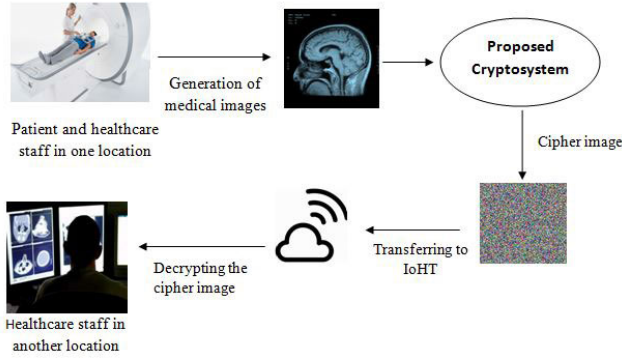 Proposed
Cryptosystem
Generation of
medical images
Patient and healthcare
staff in one location
Cipher image
Transferring to
IoHT
Decrypting the
cipher image
Healthcare staff in
another location